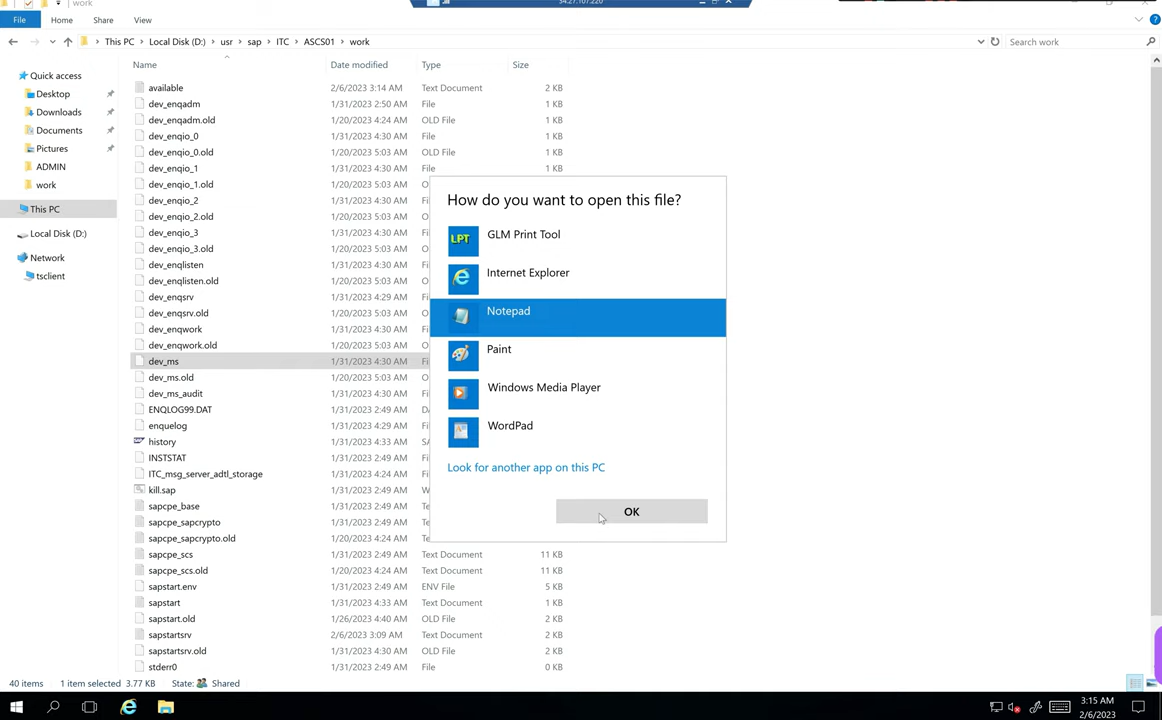 work
34.27.107.220
File Home Share View
This PC Local Disk (D:) usr sap ITC ASCS01 work
Search work
Name Date modified Type Size
Quick access
Desktop
Downloads
Documents
Pictures
ADMIN
work
This PC
Local Disk (D:)
Network
tsclient
available 2/6/2023 3:14 AM Text Document 2 KB
dev_enqadm 1/31/2023 2:50 AM File 1 KB
dev_enqadm.old 1/20/2023 4:24 AM OLD File 1 KB
dev_enqio_0 1/31/2023 4:30 AM File 1 KB
dev_enqio_0.old 1/20/2023 5:03 AM OLD File 1 KB
dev_enqio_1 1/31/2023 4:30 AM File 1 KB
dev_enqio_1.old 1/20/2023 5:03 AM O
dev_enqio_2 1/31/2023 4:30 AM Fi
dev_enqio_2.old 1/20/2023 5:03 AM O
dev_enqio_3 1/31/2023 4:30 AM Fi
dev_enqio_3.old 1/20/2023 5:03 AM O
dev_enqlisten 1/31/2023 4:30 AM Fi
dev_enqlisten.old 1/20/2023 5:03 AM O
dev_enqsrv 1/31/2023 4:29 AM Fi
dev_enqsrv.old 1/20/2023 5:03 AM O
dev_enqwork 1/31/2023 4:30 AM Fi
dev_enqwork.old 1/20/2023 5:03 AM O
dev_ms 1/31/2023 4:30 AM Fi
dev_ms.old 1/20/2023 5:03 AM O
dev_ms_audit 1/31/2023 4:30 AM Fi
ENQLOG99.DAT 1/31/2023 2:49 AM D
enquelog 1/31/2023 4:29 AM Fi
history 1/31/2023 4:33 AM SA
INSTSTAT 1/31/2023 2:49 AM Fi
ITC_msg_server_adtl_storage 1/31/2023 4:24 AM Fi
kill.sap 1/31/2023 2:49 AM W
sapcpe_base 1/31/2023 2:49 AM Te
sapcpe_sapcrypto 1/31/2023 2:49 AM Te
sapcpe_sapcrypto.old 1/20/2023 4:24 AM O
sapcpe_scs 1/31/2023 2:49 AM Text Document 11 KB
sapcpe_scs.old 1/20/2023 4:24 AM OLD File 11 KB
sapstart.env 1/31/2023 2:49 AM ENV File 5 KB
sapstart 1/31/2023 4:33 AM Text Document 1 KB
sapstart.old 1/26/2023 4:40 AM OLD File 1 KB
sapstartsrv 2/6/2023 3:09 AM Text Document 2 KB
sapstartsrv.old 1/31/2023 4:30 AM OLD File 2 KB
stderr0 1/31/2023 2:49 AM File 0 KB
How do you want to open this file?
LPT GLM Print Tool
Internet Explorer
Notepad
Paint
Windows Media Player
WordPad
Look for another app on this PC
OK
40 items 1 item selected 3.77 KB State: Shared
3:15 AM
2/6/2023